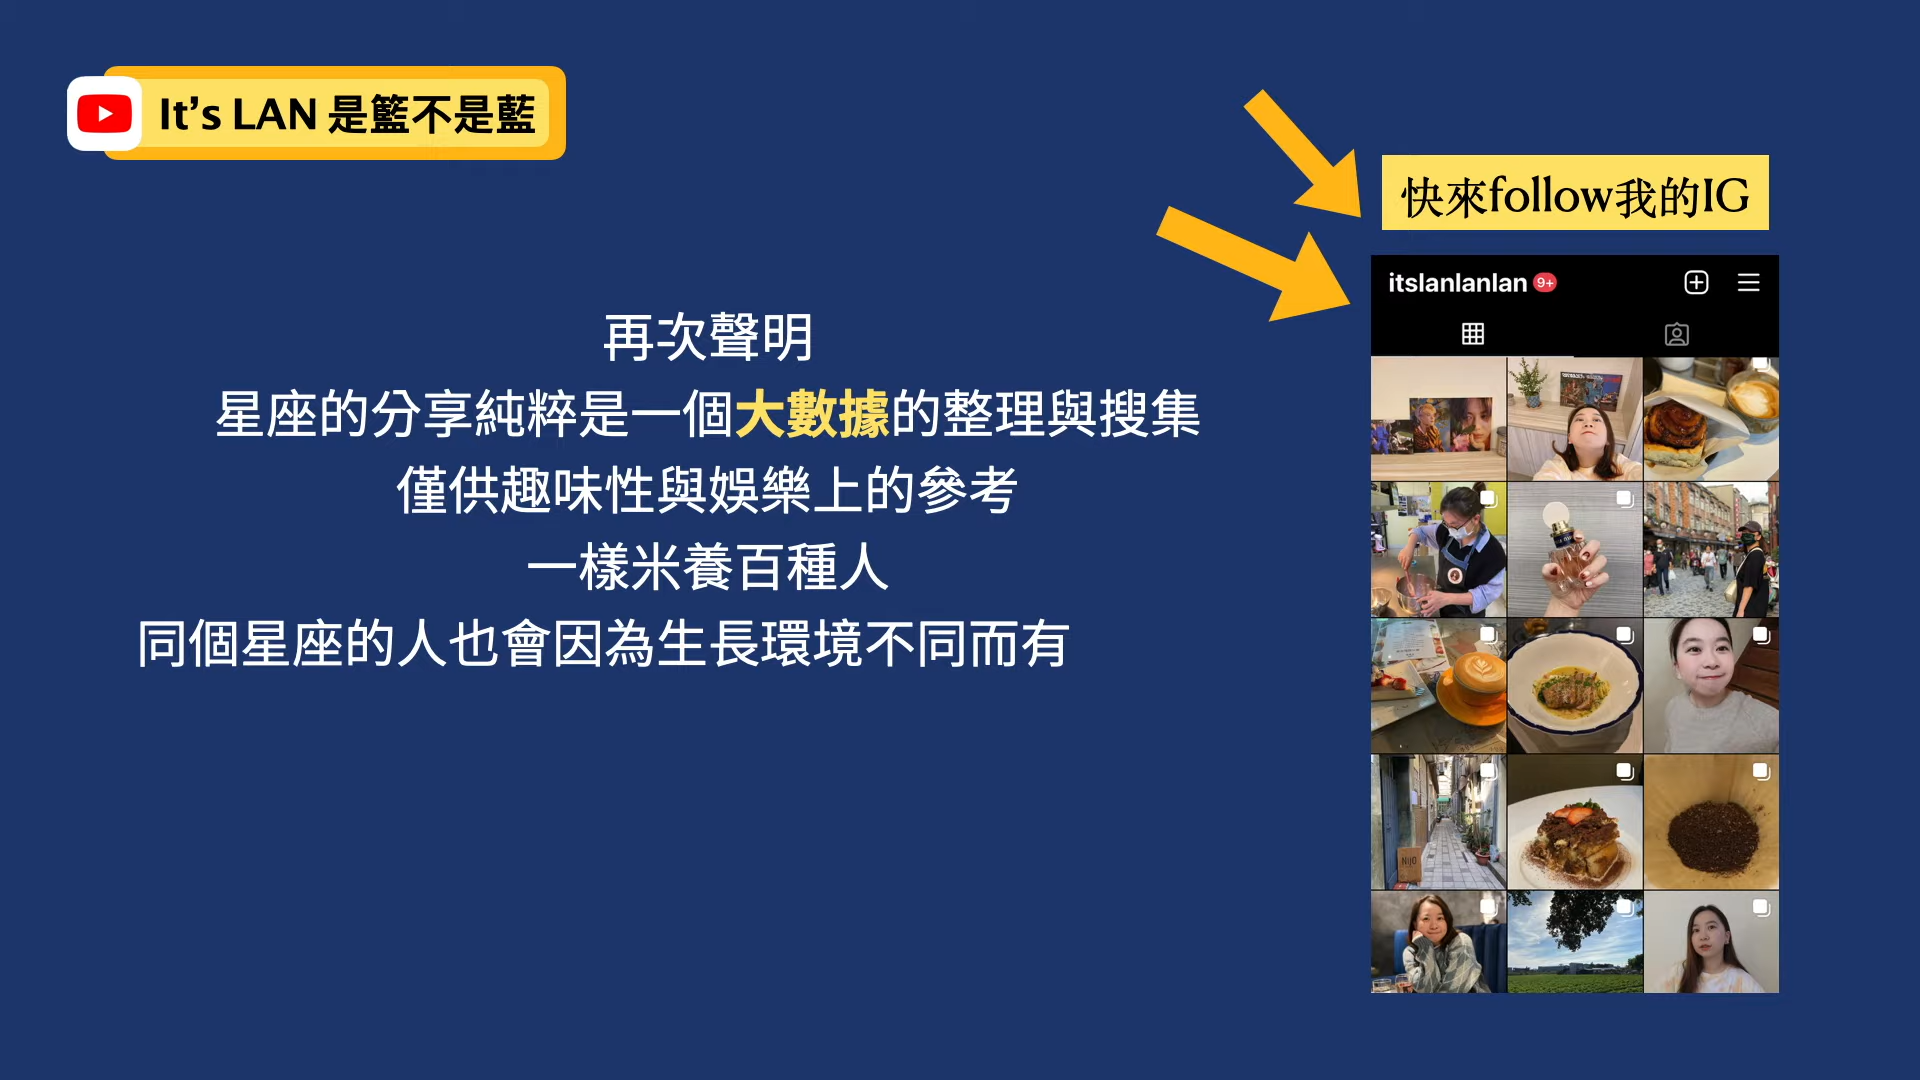 It's LAN 是籃不是藍
快來follow我的IG
itslanlanlan 9+
再次聲明
星座的分享純粹是一個大數據的整理與搜集
僅供趣味性與娛樂上的參考
一樣米養百種人
同個星座的人也會因為生長環境不同而有
NIJO